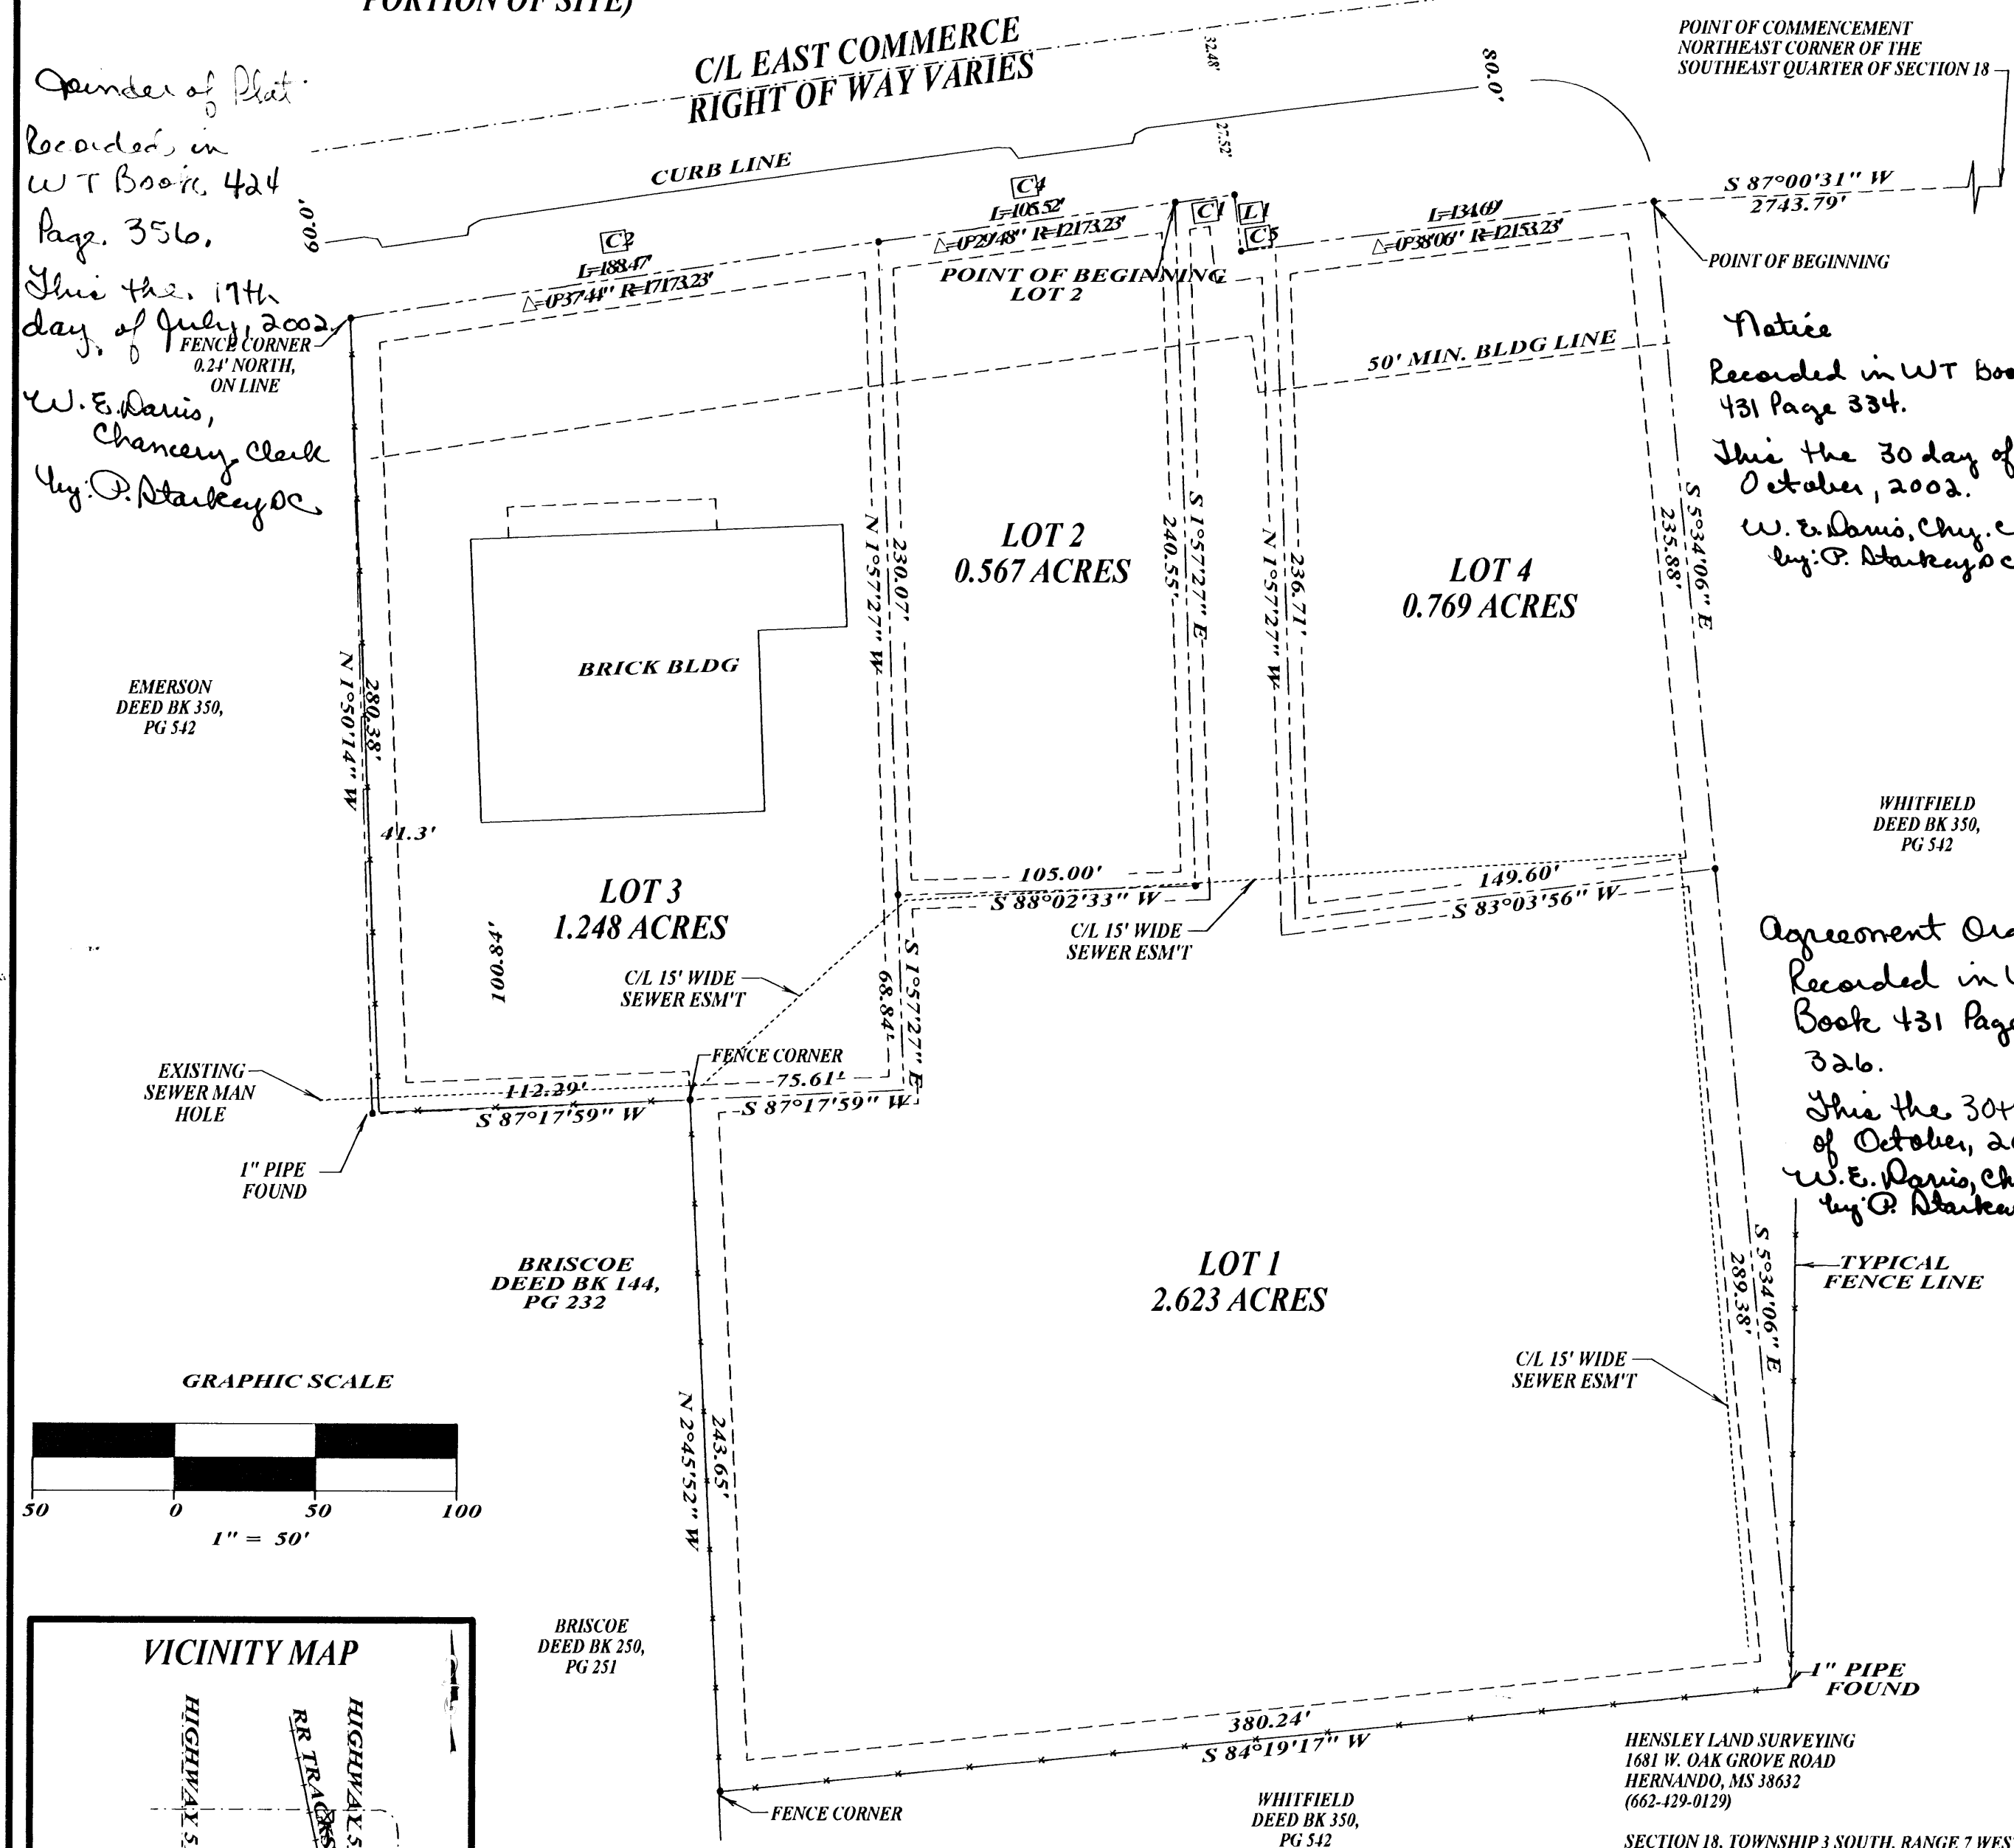 PORTION OF SITE)
C/L EAST COMMERCE
RIGHT OF WAY VARIES
32.48'
80.0'
POINT OF COMMENCEMENT
NORTHEAST CORNER OF THE
SOUTHEAST QUARTER OF SECTION 18
Joinder of Plat
Recorded in
WT Book 424
Page. 356.
This the 17th
day of July, 2002
W. E. Davis,
Chancery Clerk
by: P. Starkey DC
60.0'
CURB LINE
27.52'
C4
L=105.52'
△=0°29'48" R=12173.23'
C1
L1
C5
L=134.69'
△=0°38'06" R=12153.23'
S 87°00'31" W
2743.79'
C2
L=188.47'
△=0°37'44" R=17173.23'
POINT OF BEGINNING
LOT 2
POINT OF BEGINNING
FENCE CORNER
0.24' NORTH,
ON LINE
50' MIN. BLDG LINE
Notice
Recorded in WT Boo
431 Page 334.
This the 30 day of
October, 2002.
W. E. Davis, Chy. C
by: P. Starkey DC
LOT 2
0.567 ACRES
LOT 4
0.769 ACRES
N 1°57'27" W
230.07'
240.55'
S 1°57'27" E
N 1°57'27" W
236.71'
235.88'
S 5°34'06" E
BRICK BLDG
EMERSON
DEED BK 350,
PG 542
N 1°50'14" W
280.38'
41.3'
WHITFIELD
DEED BK 350,
PG 542
LOT 3
1.248 ACRES
100.84'
105.00'
S 88°02'33" W
149.60'
S 83°03'56" W
C/L 15' WIDE
SEWER ESM'T
C/L 15' WIDE
SEWER ESM'T
68.84'
S 1°57'27" E
Agreement
Recorded in
Book 431 Page
326.
This the 30t
of October, 20
W. E. Davis, Ch
by P. Starkey
EXISTING
SEWER MAN
HOLE
FENCE CORNER
112.29'
S 87°17'59" W
75.61'
S 87°17'59" W
1" PIPE
FOUND
BRISCOE
DEED BK 144,
PG 232
LOT 1
2.623 ACRES
S 5°34'06" E
289.38'
TYPICAL
FENCE LINE
C/L 15' WIDE
SEWER ESM'T
GRAPHIC SCALE
50 0 50 100
1" = 50'
N 2°45'52" W
243.65'
BRISCOE
DEED BK 250,
PG 251
VICINITY MAP
HIGHWAY 5
RR TRACKS
HIGHWAY 5
1" PIPE
FOUND
380.24'
S 84°19'17" W
FENCE CORNER
WHITFIELD
DEED BK 350,
PG 542
HENSLEY LAND SURVEYING
1681 W. OAK GROVE ROAD
HERNANDO, MS 38632
(662-429-0129)
SECTION 18, TOWNSHIP 3 SOUTH, RANGE 7 WES